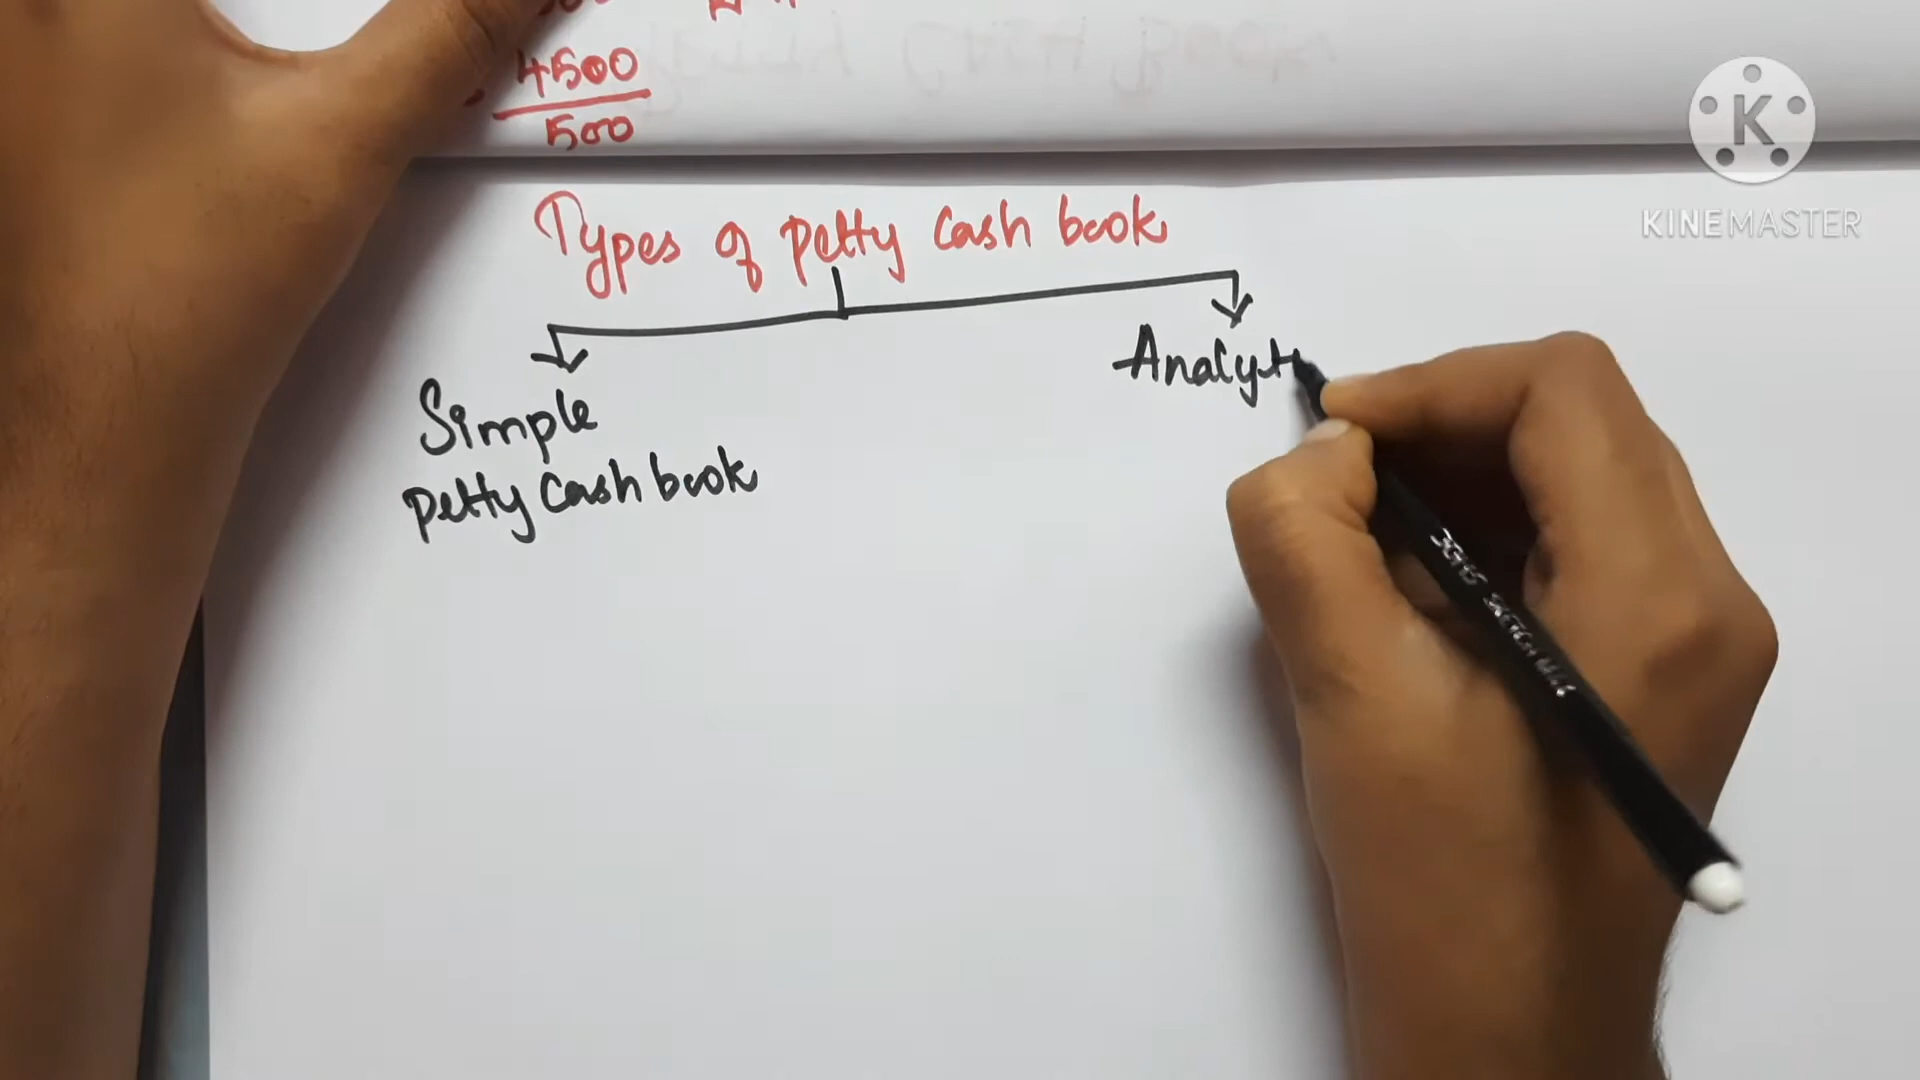 4500
500
Types of petty cash book
Simple
petty cash book
Analyt
K
KINEMASTER